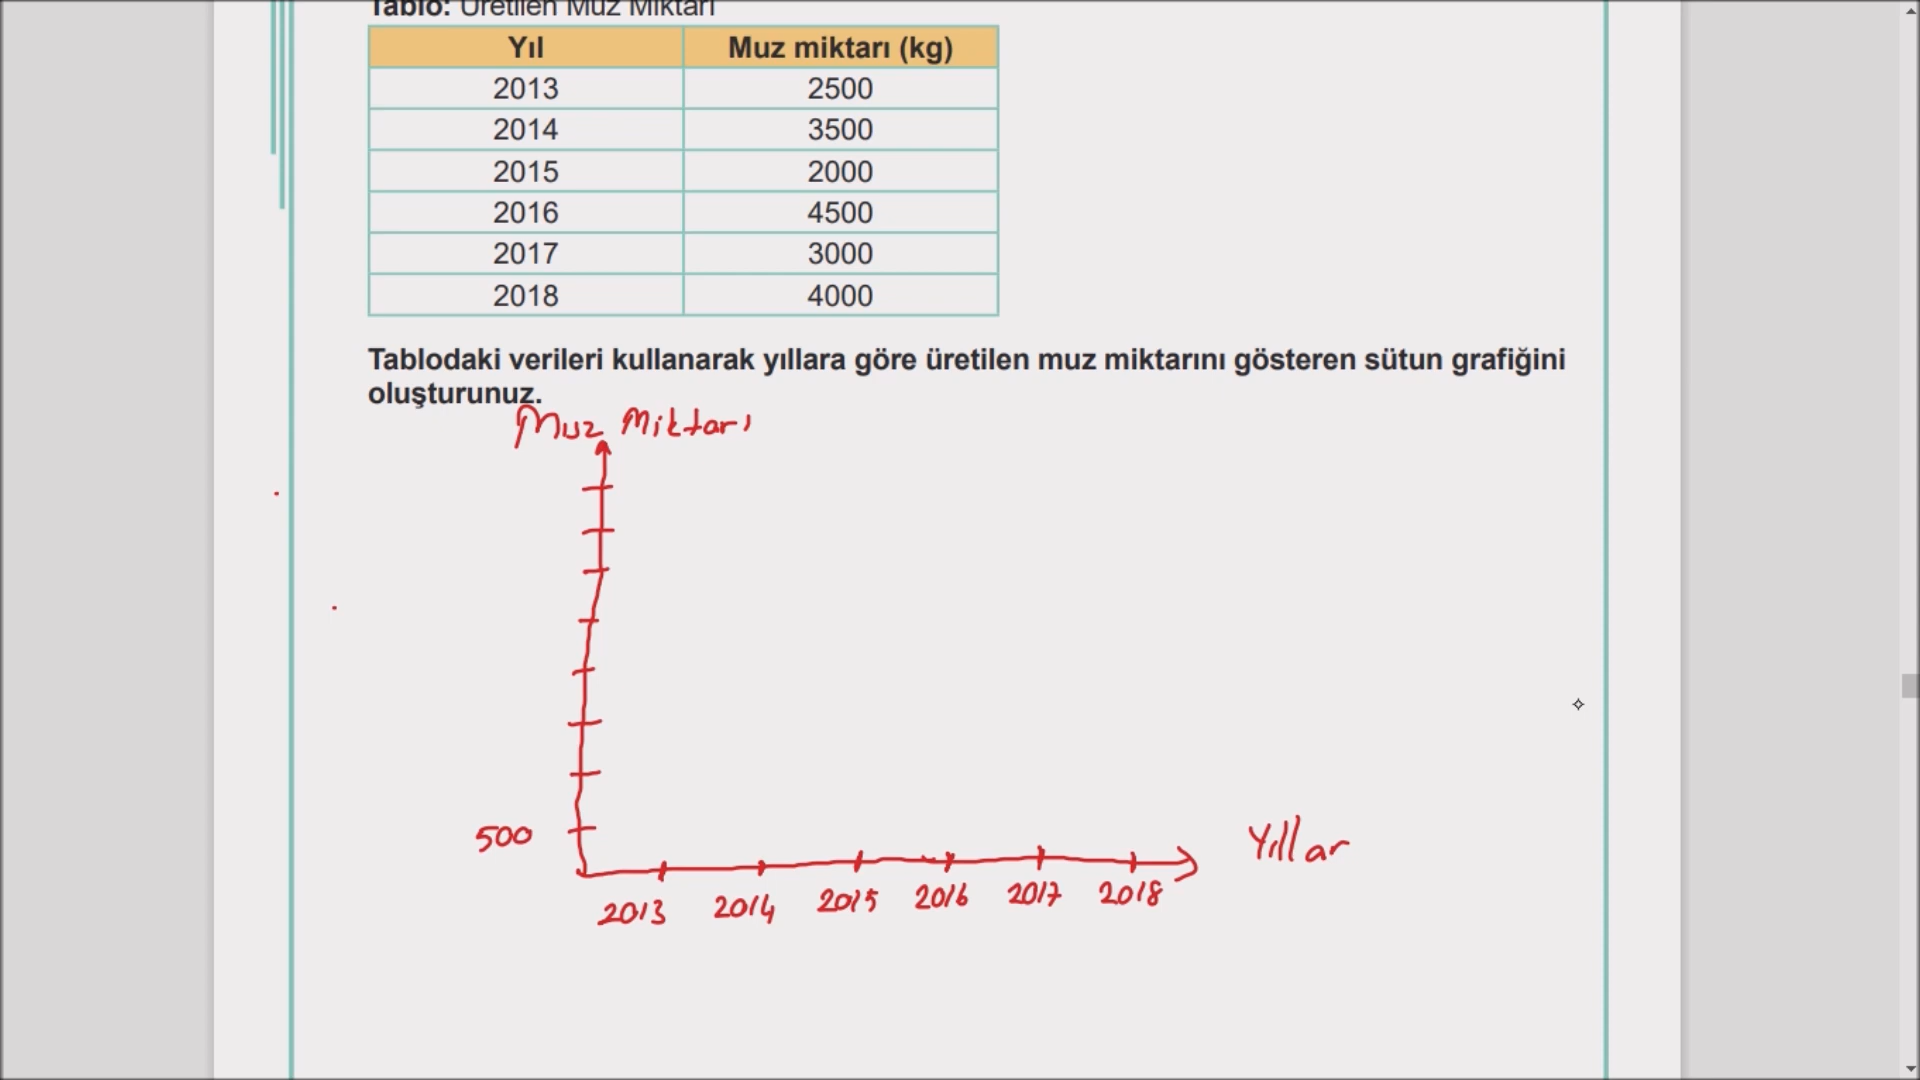 Tablo: Üretilen Muz Miktarı
Yıl Muz miktarı (kg)
2013 2500
2014 3500
2015 2000
2016 4500
2017 3000
2018 4000
Tablodaki verileri kullanarak yıllara göre üretilen muz miktarını gösteren sütun grafiğini
oluşturunuz.
Muz Miktarı
500
Yıllar
2013 2014 2015 2016 2017 2018